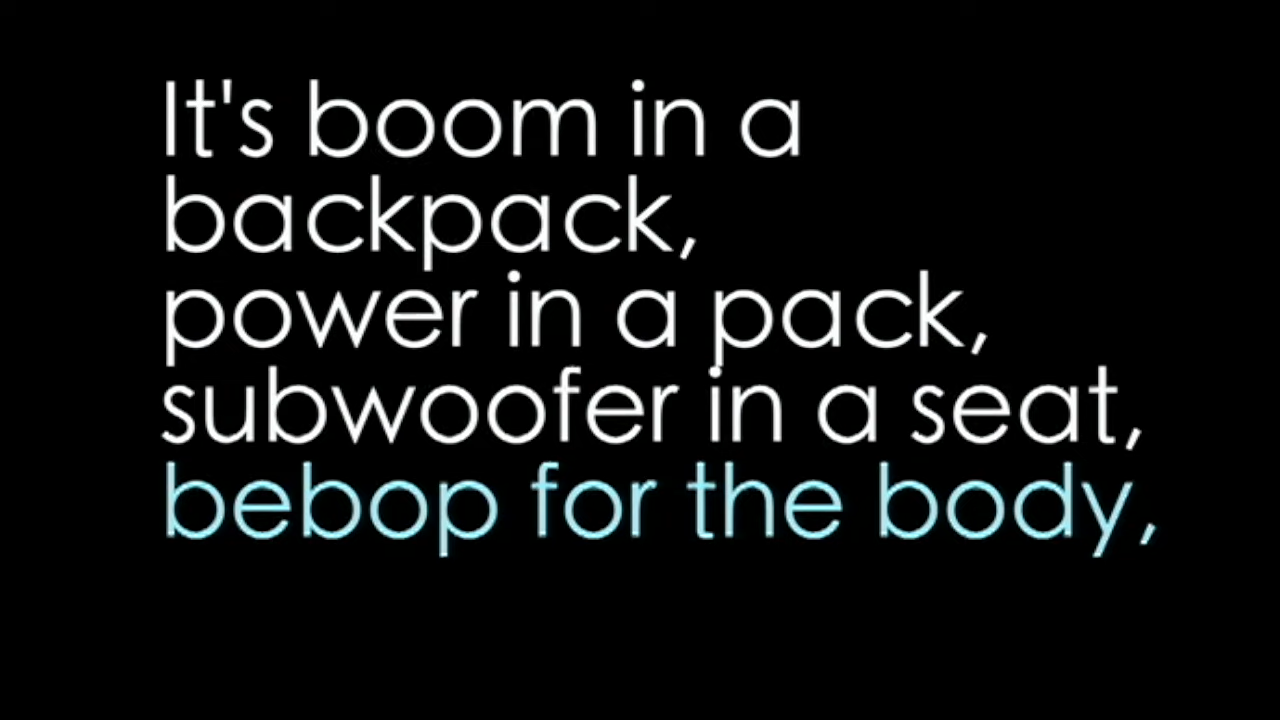 It's boom in a
backpack,
power in a pack,
subwoofer in a seat,
bebop for the body,